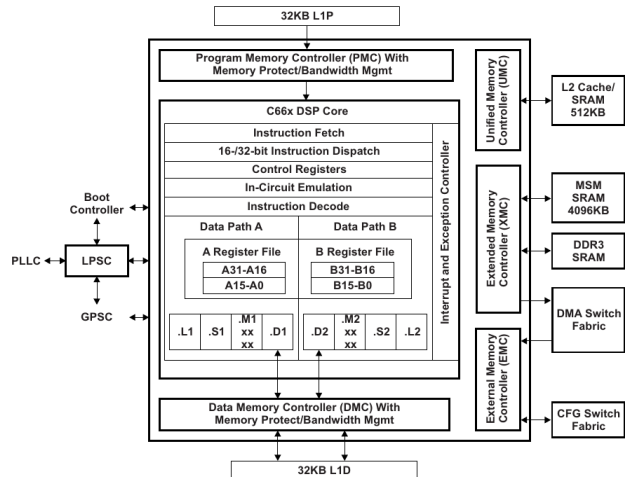 32KB L1P
Program Memory Controller (PMC) With
Memory Protect/Bandwidth Mgmt
C66x DSP Core
Instruction Fetch
16-/32-bit Instruction Dispatch
Control Registers
In-Circuit Emulation
Instruction Decode
Data Path A
Data Path B
A Register File
B Register File
A31-A16
B31-B16
A15-A0
B15-B0
.L1
.S1
.M1
xx
xx
.D1
.D2
.M2
xx
xx
.S2
.L2
Interrupt and Exception Controller
Data Memory Controller (DMC) With
Memory Protect/Bandwidth Mgmt
32KB L1D
Boot
Controller
PLLC
LPSC
GPSC
Unified Memory
Controller (UMC)
Extended Memory
Controller (XMC)
External Memory
Controller (EMC)
L2 Cache/
SRAM
512KB
MSM
SRAM
4096KB
DDR3
SRAM
DMA Switch
Fabric
CFG Switch
Fabric